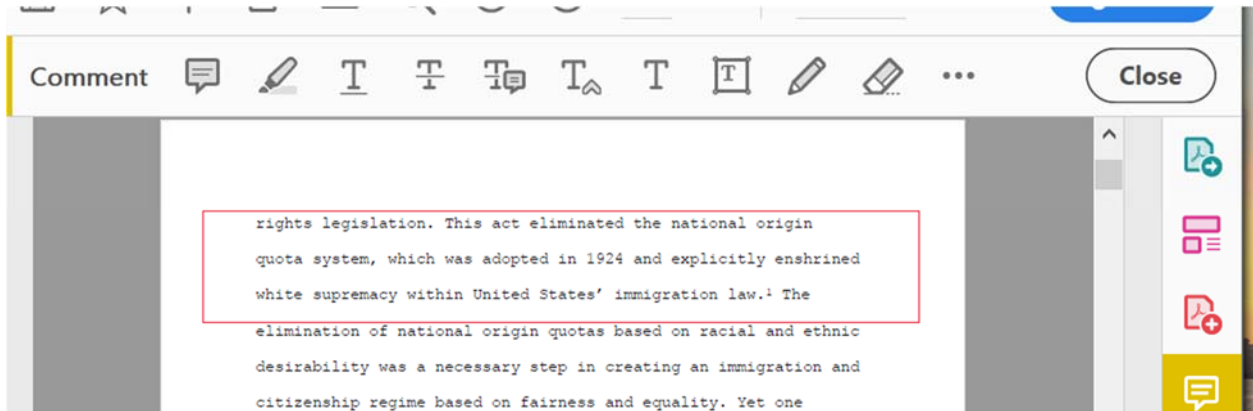 Comment
Close
rights legislation. This act eliminated the national origin
quota system, which was adopted in 1924 and explicitly enshrined
white supremacy within United States’ immigration law.¹ The
elimination of national origin quotas based on racial and ethnic
desirability was a necessary step in creating an immigration and
citizenship regime based on fairness and equality. Yet one